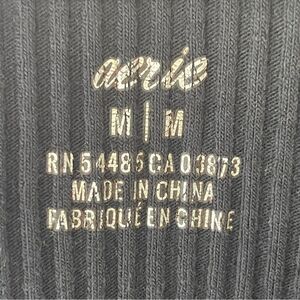 aerie
M | M
RN 54485 CA 03873
MADE IN CHINA
FABRIQUÉ EN CHINE